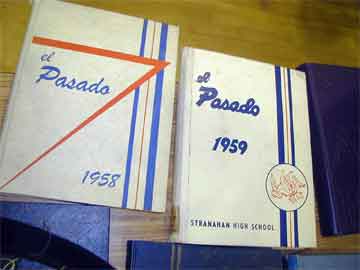 el
Pasado
1958
el
Pasado
1959
STRANAHAN HIGH SCHOOL